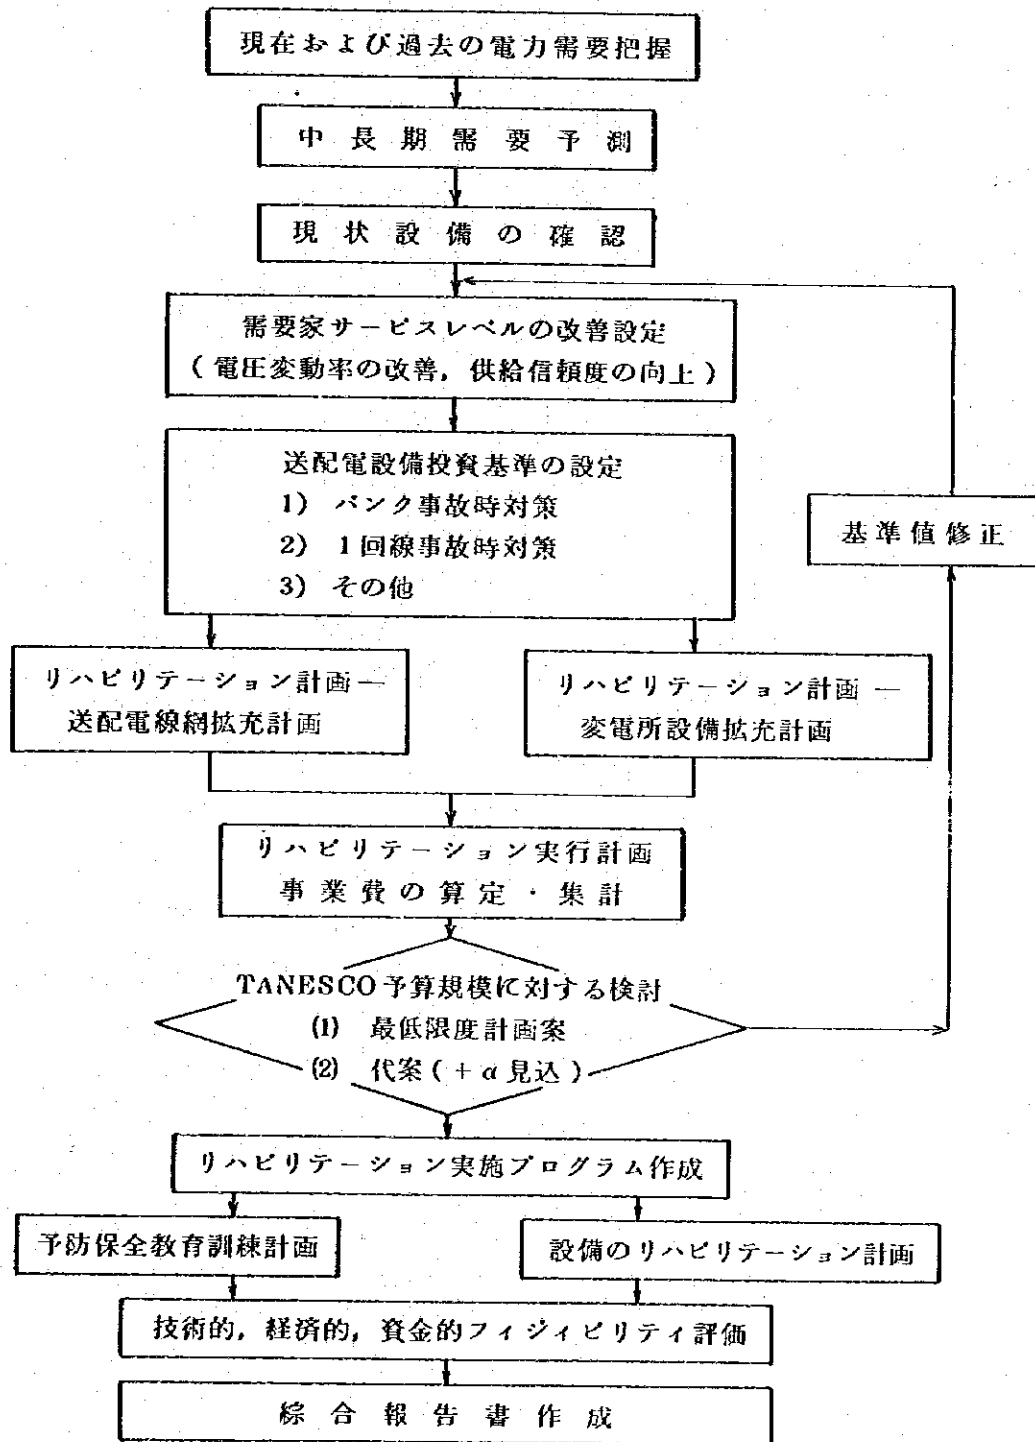 現在および過去の電力需要把握
中長期需要予測
現状設備の確認
需要家サービスレベルの改善設定
(電圧変動率の改善, 供給信頼度の向上)
送配電設備投資基準の設定
1) バンク事故時対策
2) 1回線事故時対策
3) その他
基準値修正
リハビリテーション計画―
送配電線網拡充計画
リハビリテーション計画―
変電所設備拡充計画
リハビリテーション実行計画
事業費の算定・集計
TANESCO予算規模に対する検討
(1) 最低限度計画案
(2) 代案(+α見込)
リハビリテーション実施プログラム作成
予防保全教育訓練計画
設備のリハビリテーション計画
技術的, 経済的, 資金的フィジィビリティ評価
綜合報告書作成